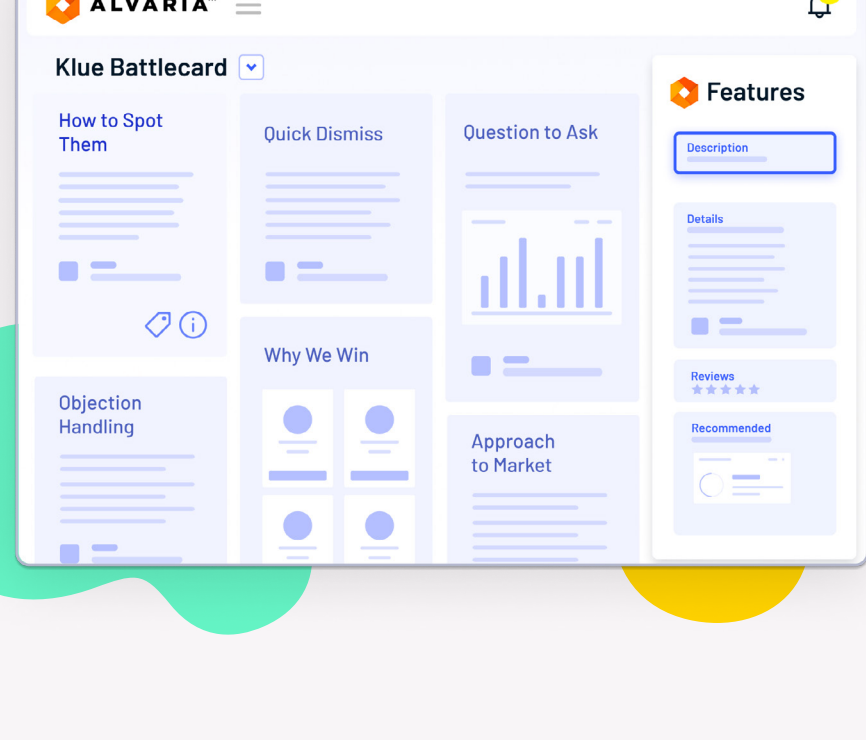 ALVARIA™
Klue Battlecard
How to Spot
Them
Quick Dismiss
Question to Ask
Why We Win
Objection
Handling
Approach
to Market
Features
Description
Details
Reviews
Recommended